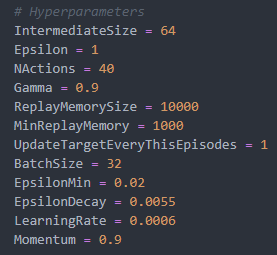 # Hyperparameters
IntermediateSize = 64
Epsilon = 1
NActions = 40
Gamma = 0.9
ReplayMemorySize = 10000
MinReplayMemory = 1000
UpdateTargetEveryThisEpisodes = 1
BatchSize = 32
EpsilonMin = 0.02
EpsilonDecay = 0.0055
LearningRate = 0.0006
Momentum = 0.9